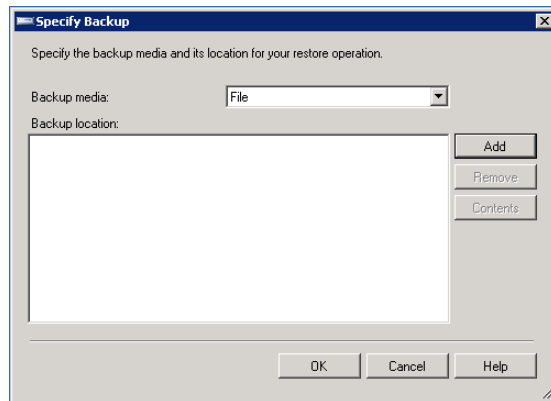 Specify Backup
Specify the backup media and its location for your restore operation.
Backup media:
File
Backup location:
Add
Remove
Contents
OK
Cancel
Help